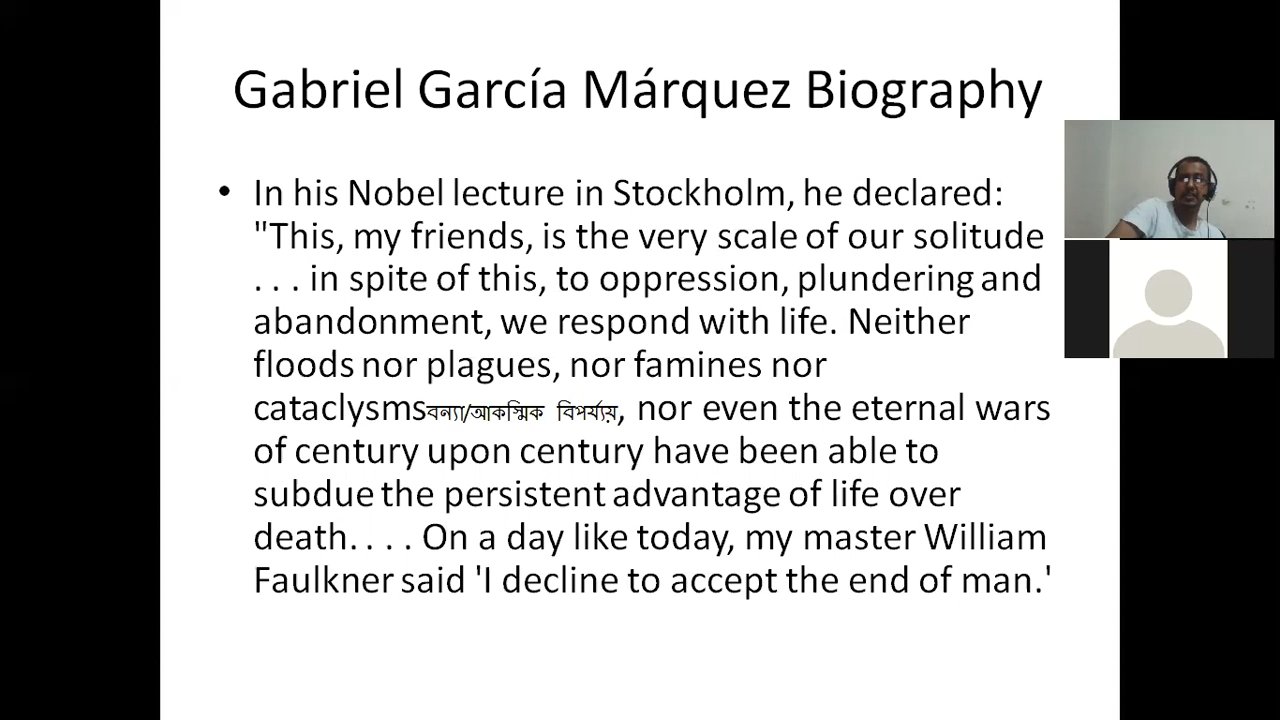 Gabriel García Márquez Biography
• In his Nobel lecture in Stockholm, he declared:
"This, my friends, is the very scale of our solitude
. . . in spite of this, to oppression, plundering and
abandonment, we respond with life. Neither
floods nor plagues, nor famines nor
cataclysmsবন্যা/আকস্মিক বিপর্য্যয়, nor even the eternal wars
of century upon century have been able to
subdue the persistent advantage of life over
death. . . . On a day like today, my master William
Faulkner said 'I decline to accept the end of man.'